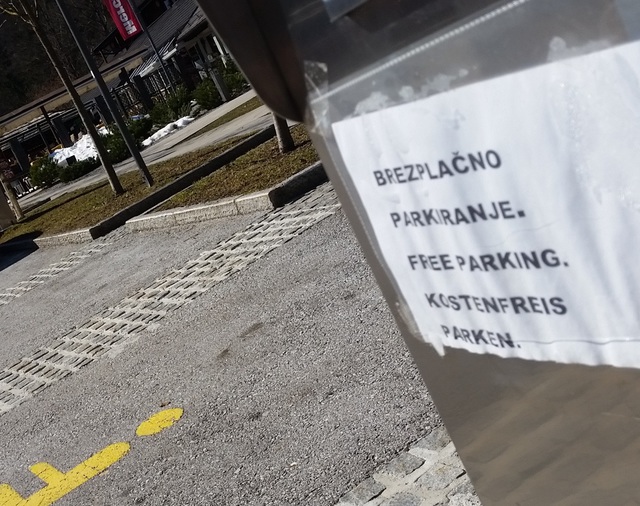 BREZPLAČNO
PARKIRANJE.
FREE PARKING.
KOSTENFREIS
PARKEN.